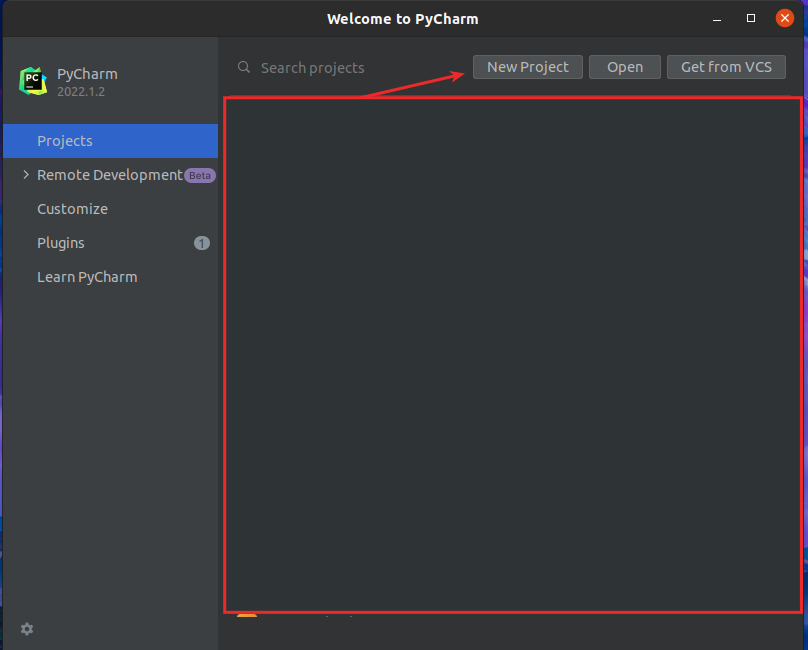 Welcome to PyCharm
PC
PyCharm
2022.1.2
Search projects
New Project
Open
Get from VCS
Projects
Remote Development Beta
Customize
Plugins 1
Learn PyCharm